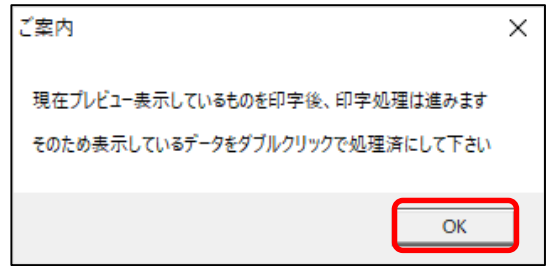 ご案内
現在プレビュー表示しているものを印字後、印字処理は進みます
そのため表示しているデータをダブルクリックで処理済にして下さい
OK